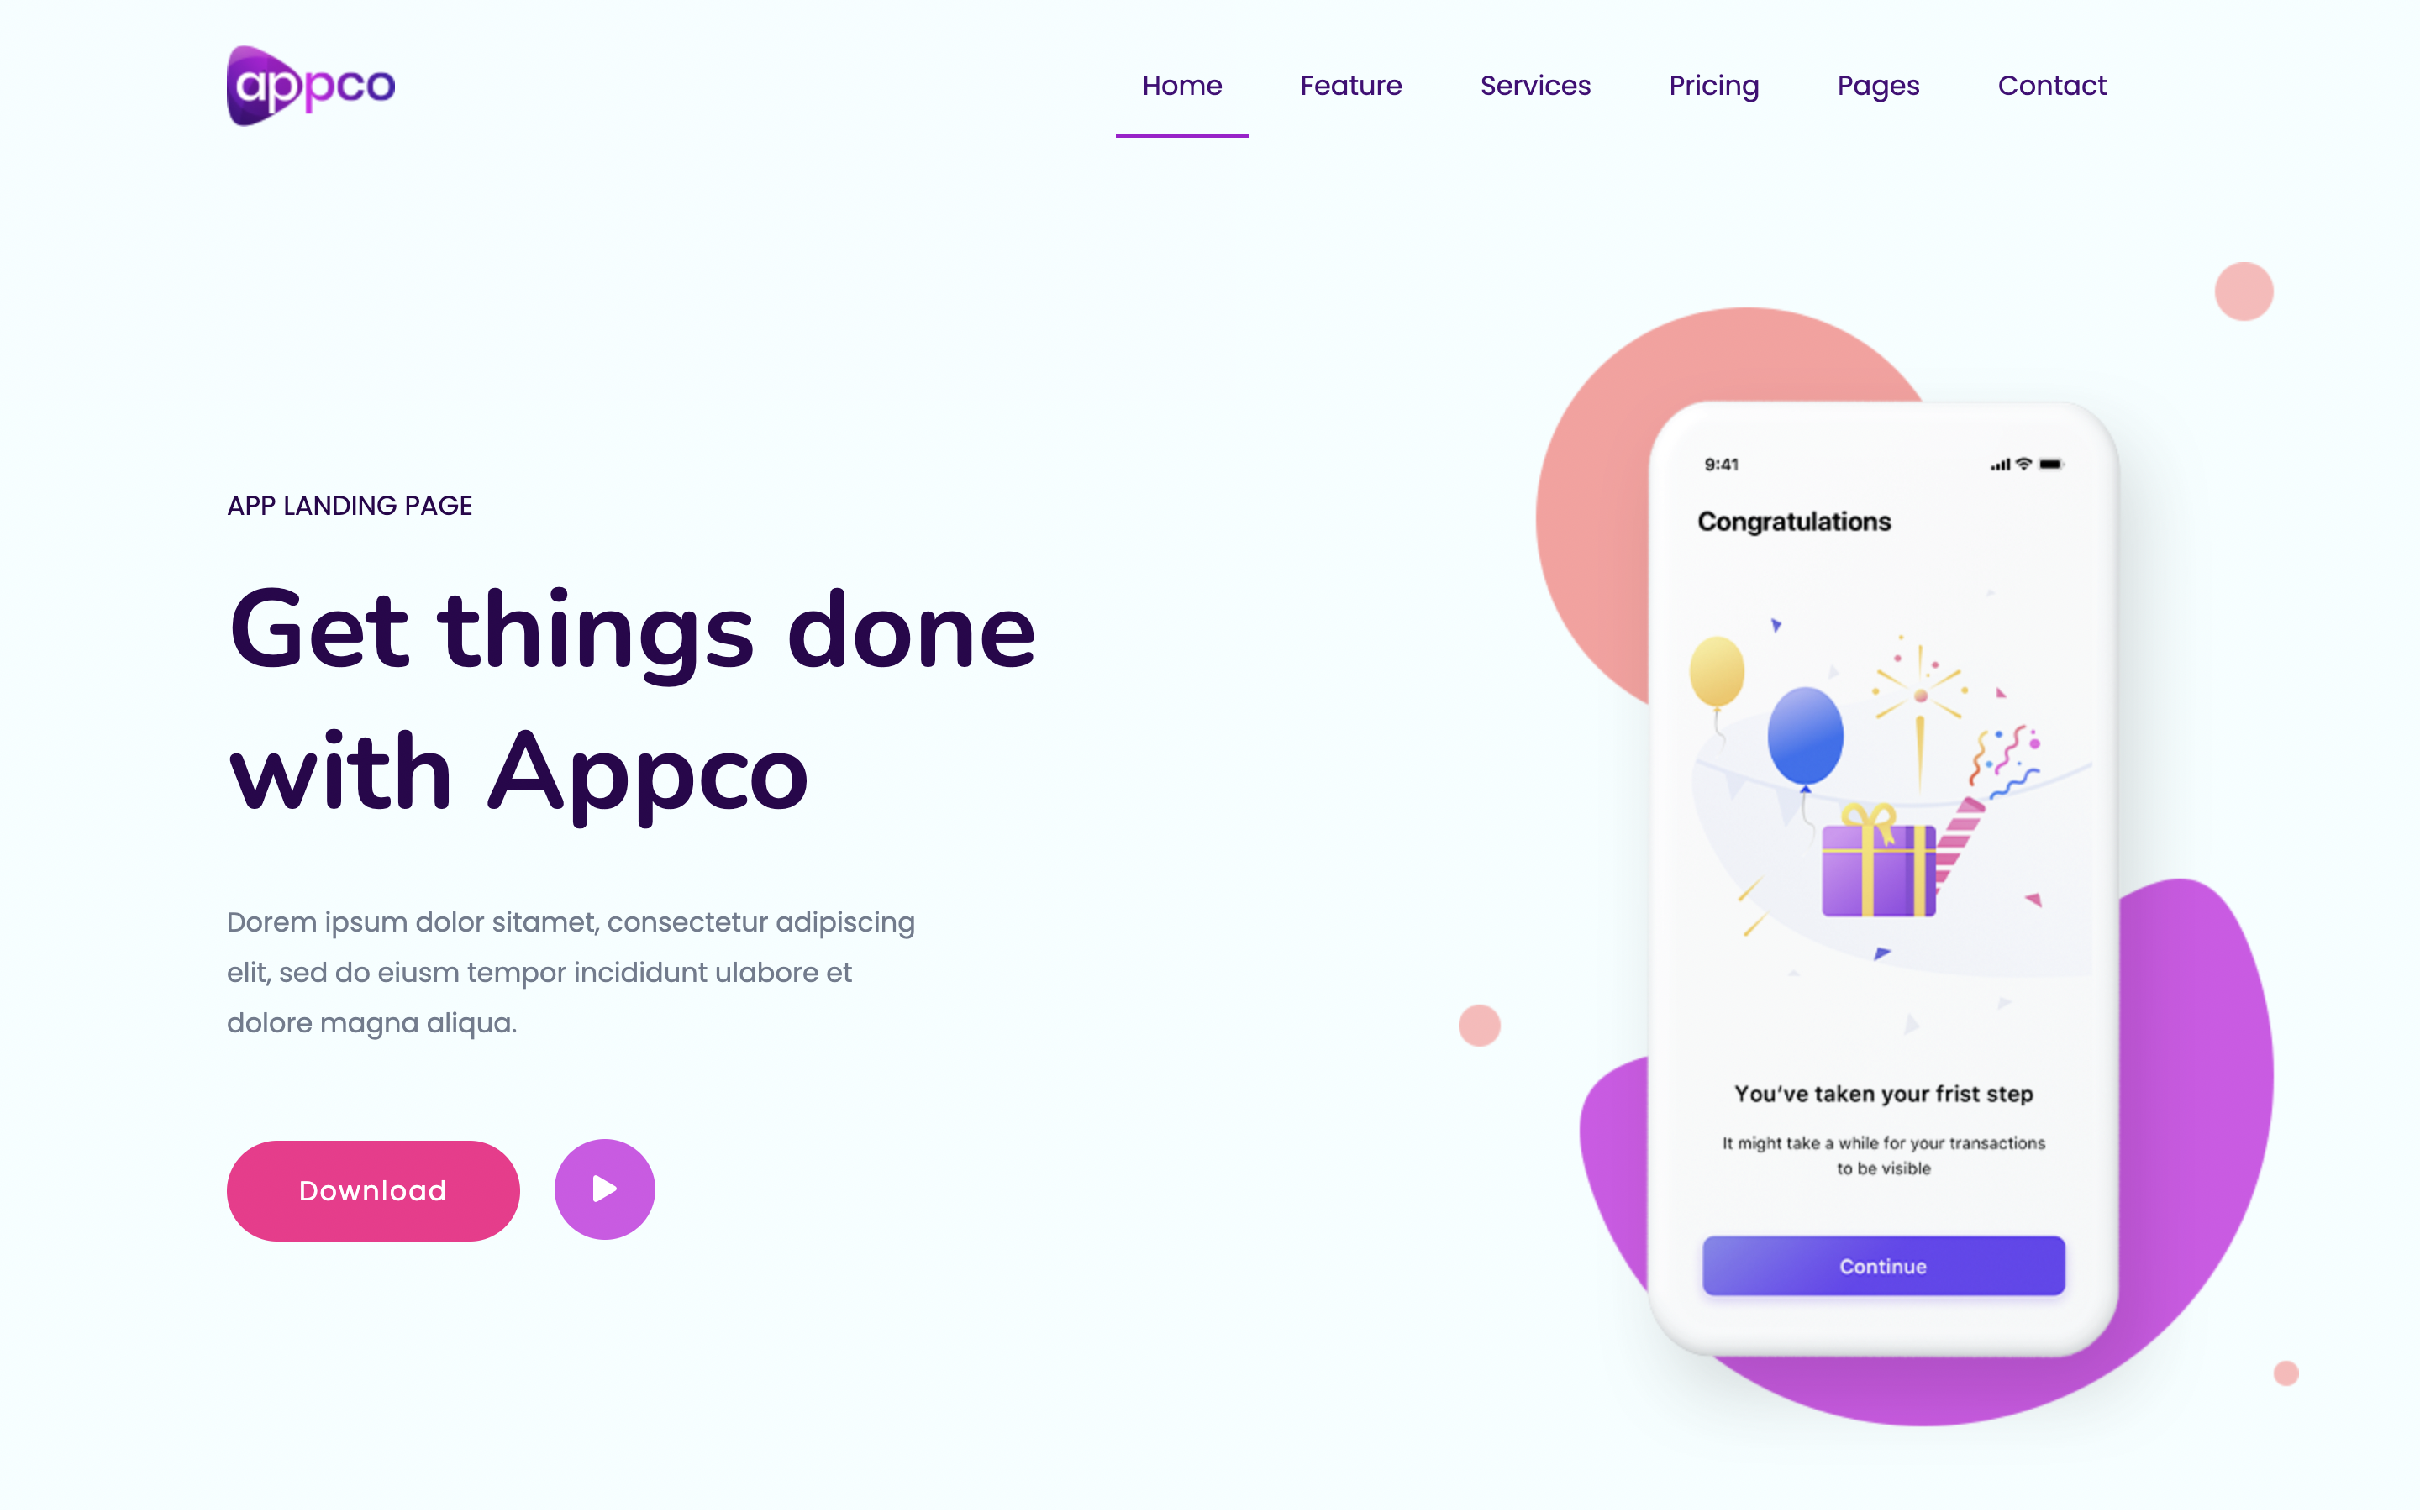 appco
Home Feature Services Pricing Pages Contact
APP LANDING PAGE
Get things done
with Appco
Dorem ipsum dolor sitamet, consectetur adipiscing
elit, sed do eiusm tempor incididunt ulabore et
dolore magna aliqua.
Download
9:41
Congratulations
You've taken your frist step
It might take a while for your transactions
to be visible
Continue